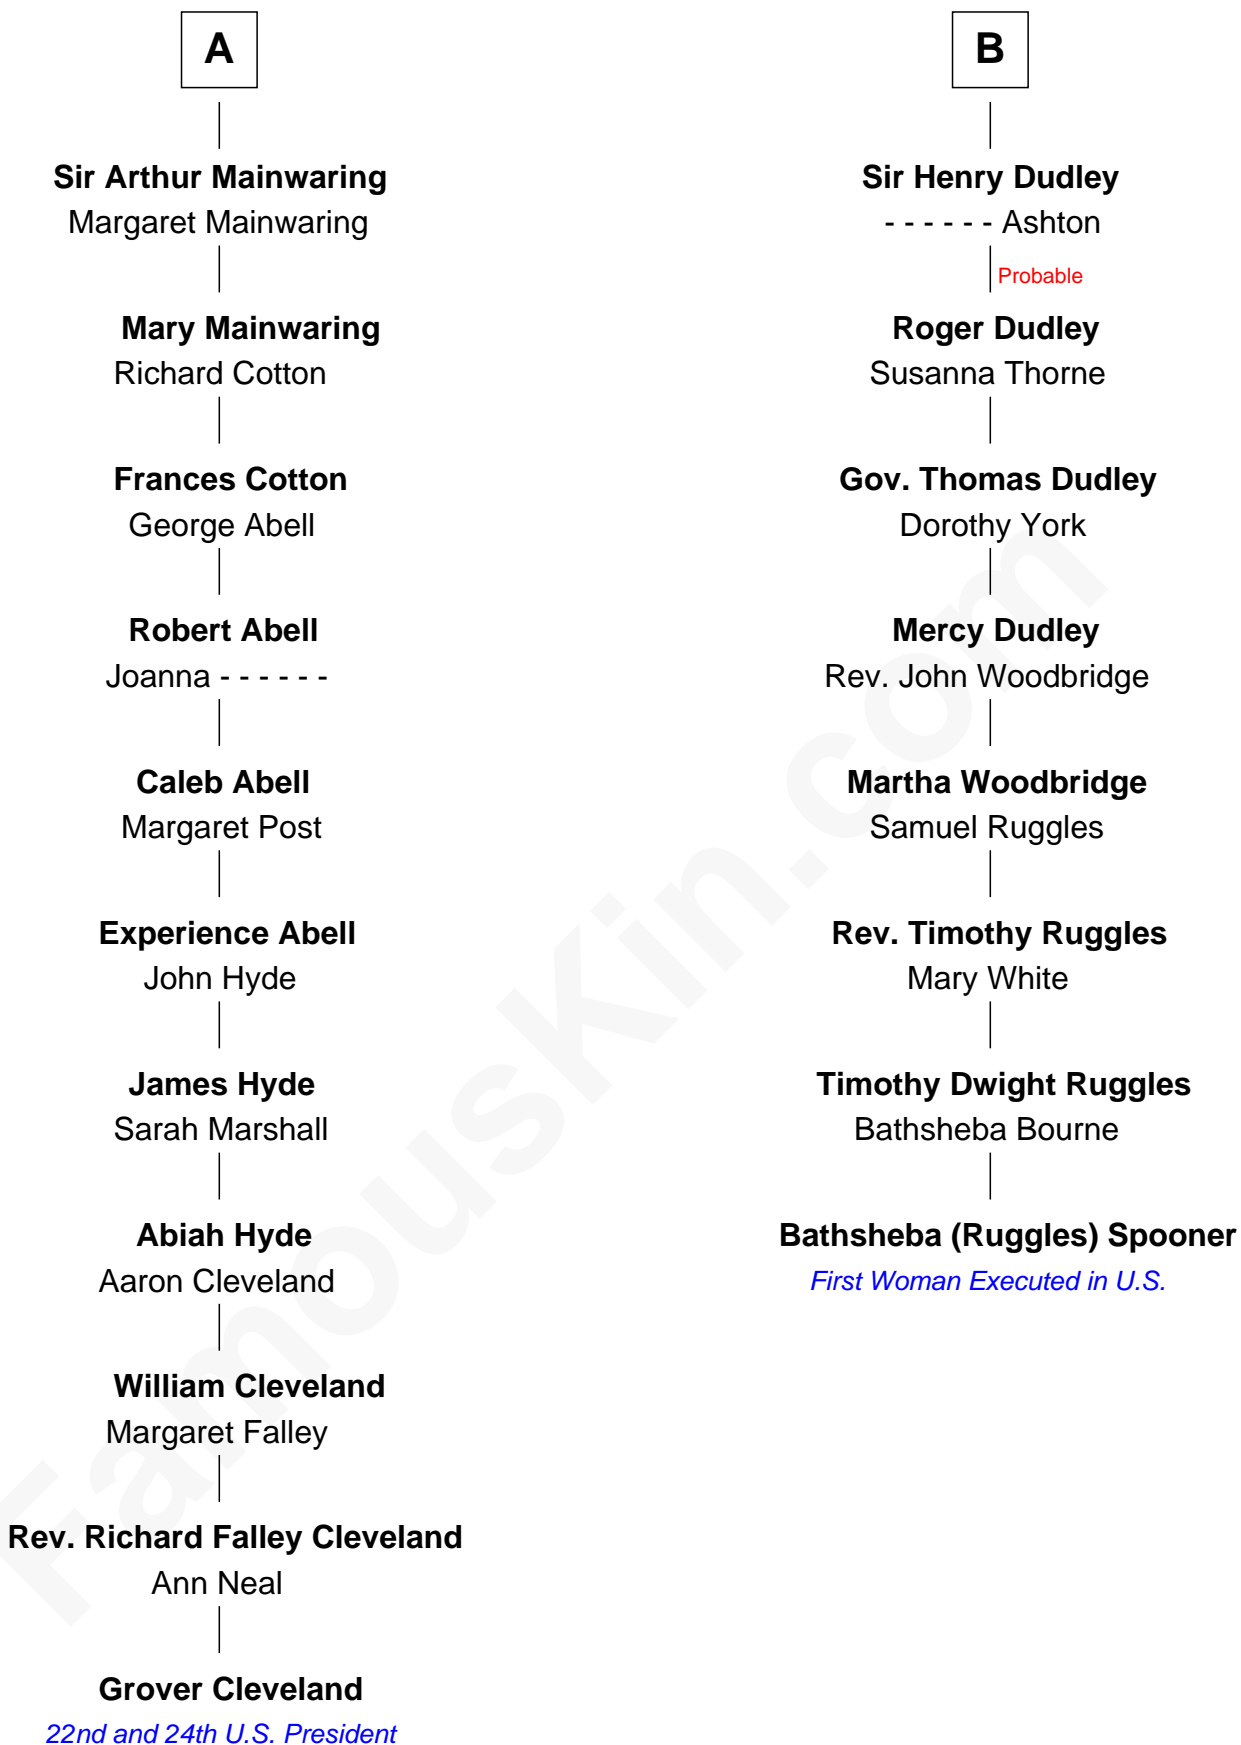 A
Sir Arthur Mainwaring
Margaret Mainwaring
Mary Mainwaring
Richard Cotton
Frances Cotton
George Abell
Robert Abell
Joanna - - - - - -
Caleb Abell
Margaret Post
Experience Abell
John Hyde
James Hyde
Sarah Marshall
Abiah Hyde
Aaron Cleveland
William Cleveland
Margaret Falley
Rev. Richard Falley Cleveland
Ann Neal
Grover Cleveland
22nd and 24th U.S. President
B
Sir Henry Dudley
- - - - - - Ashton
Probable
Roger Dudley
Susanna Thorne
Gov. Thomas Dudley
Dorothy York
Mercy Dudley
Rev. John Woodbridge
Martha Woodbridge
Samuel Ruggles
Rev. Timothy Ruggles
Mary White
Timothy Dwight Ruggles
Bathsheba Bourne
Bathsheba (Ruggles) Spooner
First Woman Executed in U.S.
FamousKin.com